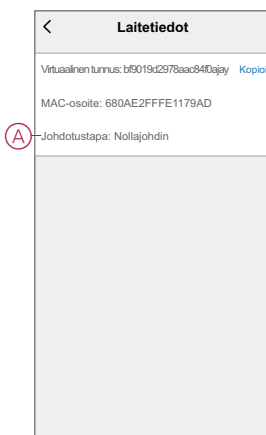 Laitetiedot
Virtuaalinen tunnus: bf9019d2978aac84f0ajay Kopioi
MAC-osoite: 680AE2FFFE1179AD
A Johdotustapa: Nollajohdin